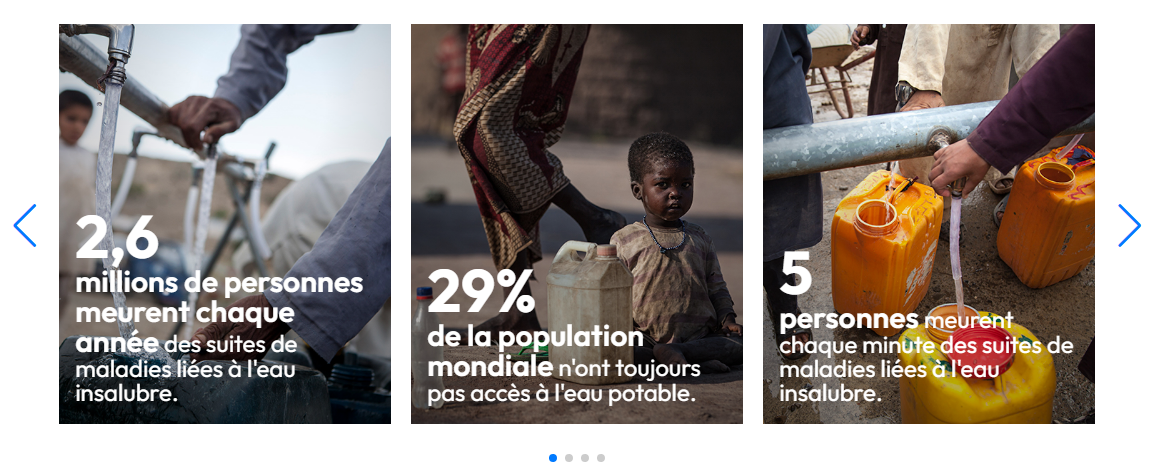 2,6
millions de personnes
meurent chaque
année des suites de
maladies liées à l'eau
insalubre.
29%
de la population
mondiale n'ont toujours
pas accès à l'eau potable.
5
personnes meurent
chaque minute des suites de
maladies liées à l'eau
insalubre.